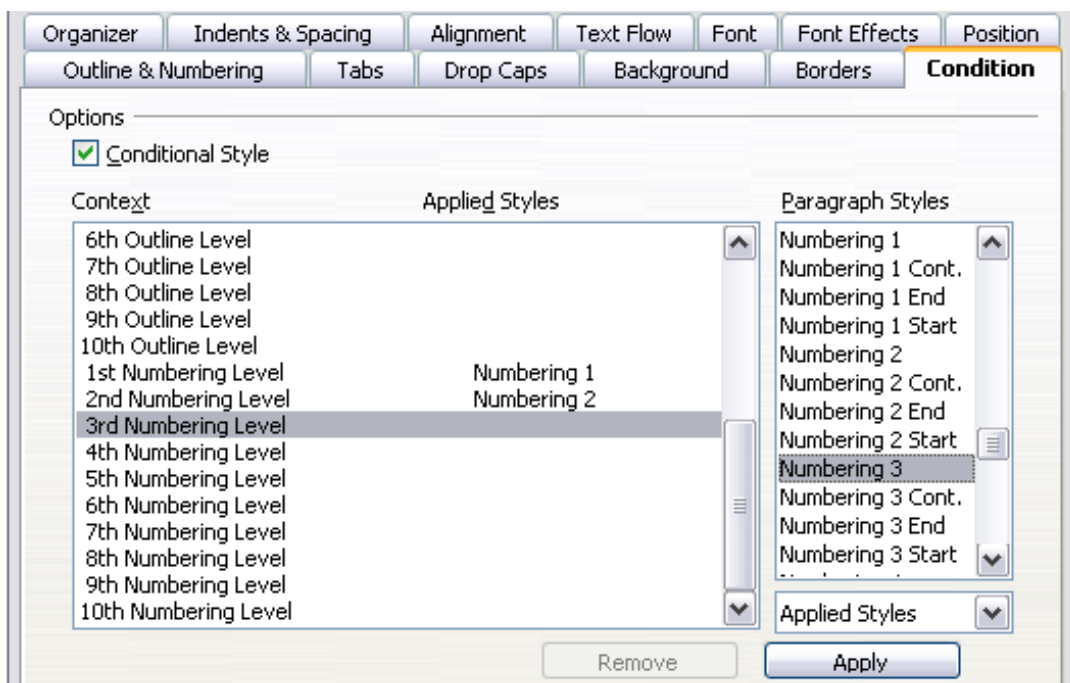 Organizer Indents & Spacing Alignment Text Flow Font Font Effects Position
Outline & Numbering Tabs Drop Caps Background Borders Condition
Options
Conditional Style
Context Applied Styles Paragraph Styles
6th Outline Level
7th Outline Level
8th Outline Level
9th Outline Level
10th Outline Level
1st Numbering Level Numbering 1
2nd Numbering Level Numbering 2
3rd Numbering Level
4th Numbering Level
5th Numbering Level
6th Numbering Level
7th Numbering Level
8th Numbering Level
9th Numbering Level
10th Numbering Level
Numbering 1
Numbering 1 Cont.
Numbering 1 End
Numbering 1 Start
Numbering 2
Numbering 2 Cont.
Numbering 2 End
Numbering 2 Start
Numbering 3
Numbering 3 Cont.
Numbering 3 End
Numbering 3 Start
Applied Styles
Remove Apply